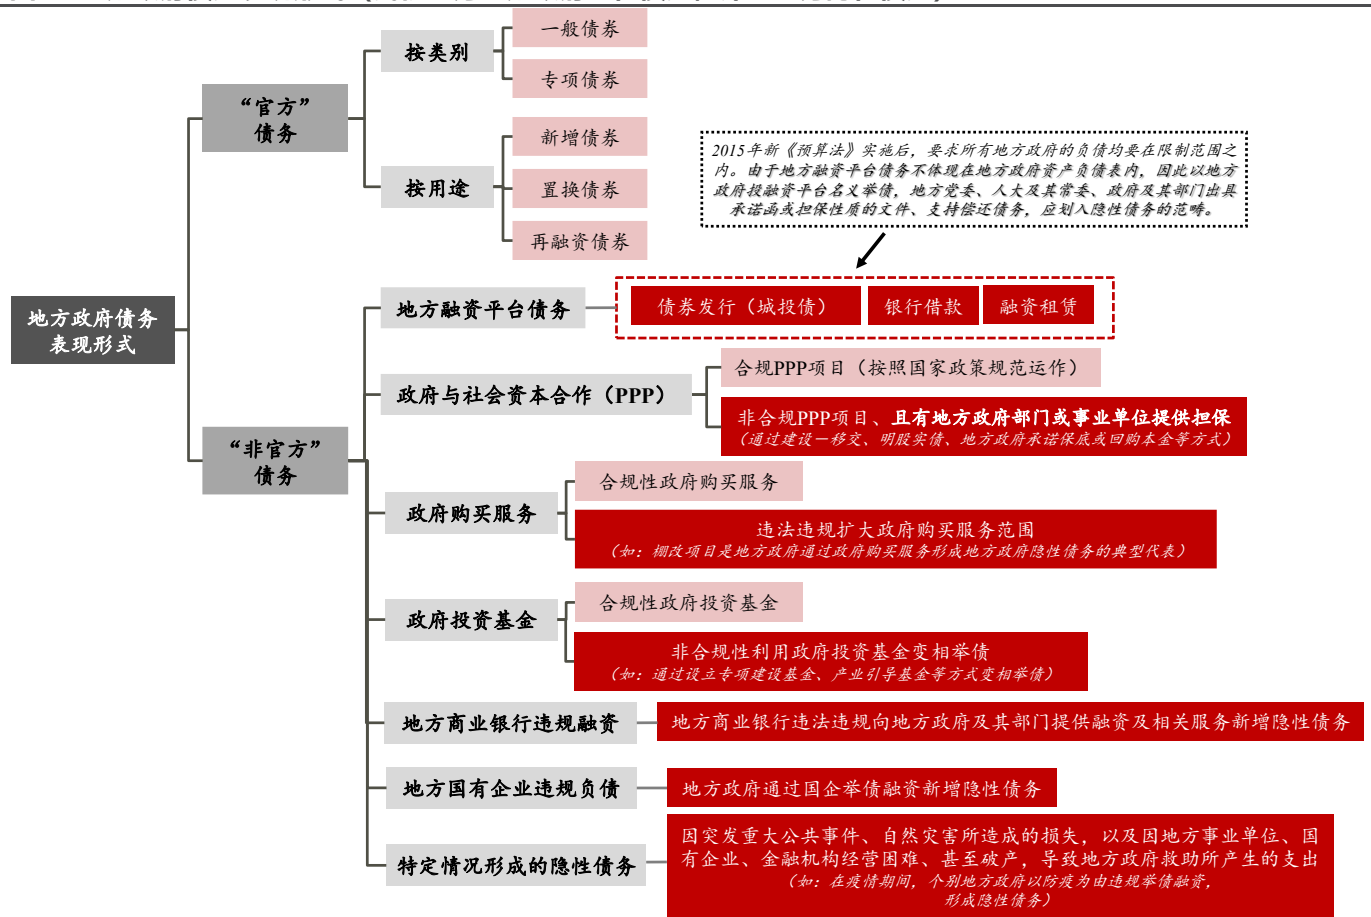 “官方”
债务
按类别
一般债券
专项债券
按用途
新增债券
置换债券
再融资债券
2015年新《预算法》实施后，要求所有地方政府的负债均要在限制范围之
内。由于地方融资平台债务不体现在地方政府资产负债表内，因此以地方
政府投融资平台名义举债，地方党委、人大及其常委、政府及其部门出具
承诺函或担保性质的文件、支持偿还债务，应划入隐性债务的范畴。
地方政府债务
表现形式
“非官方”
债务
地方融资平台债务
债券发行（城投债）
银行借款
融资租赁
政府与社会资本合作（PPP）
合规PPP项目（按照国家政策规范运作）
非合规PPP项目、且有地方政府部门或事业单位提供担保
（通过建设－移交、明股实债、地方政府承诺保底或回购本金等方式）
政府购买服务
合规性政府购买服务
违法违规扩大政府购买服务范围
（如：棚改项目是地方政府通过政府购买服务形成地方政府隐性债务的典型代表）
政府投资基金
合规性政府投资基金
非合规性利用政府投资基金变相举债
（如：通过设立专项建设基金、产业引导基金等方式变相举债）
地方商业银行违规融资
地方商业银行违法违规向地方政府及其部门提供融资及相关服务新增隐性债务
地方国有企业违规负债
地方政府通过国企举债融资新增隐性债务
特定情况形成的隐性债务
因突发重大公共事件、自然灾害所造成的损失，以及因地方事业单位、国
有企业、金融机构经营困难、甚至破产，导致地方政府救助所产生的支出
（如：在疫情期间，个别地方政府以防疫为由违规举债融资，
形成隐性债务）